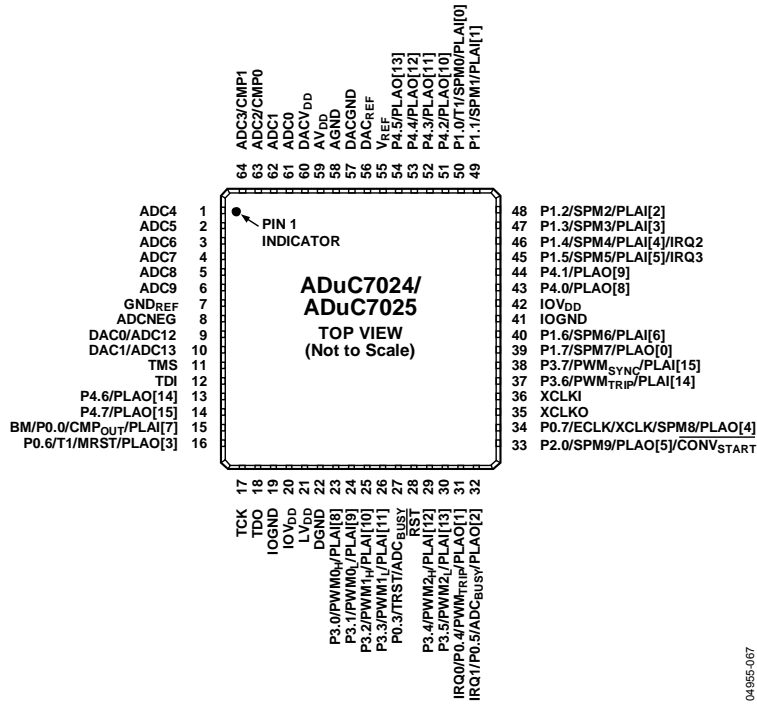 ADC3/CMP1
ADC2/CMP0
ADC1
ADC0
DACVDD
AVDD
AGND
DACGND
DACREF
VREF
P4.5/PLAO[13]
P4.4/PLAO[12]
P4.3/PLAO[11]
P4.2/PLAO[10]
P1.0/T1/SPM0/PLAI[0]
P1.1/SPM1/PLAI[1]
64
63
62
61
60
59
58
57
56
55
54
53
52
51
50
49
ADC4 1
ADC5 2
ADC6 3
ADC7 4
ADC8 5
ADC9 6
GNDREF 7
ADCNEG 8
DAC0/ADC12 9
DAC1/ADC13 10
TMS 11
TDI 12
P4.6/PLAO[14] 13
P4.7/PLAO[15] 14
BM/P0.0/CMPOUT/PLAI[7] 15
P0.6/T1/MRST/PLAO[3] 16
PIN 1
INDICATOR
ADuC7024/
ADuC7025
TOP VIEW
(Not to Scale)
48 P1.2/SPM2/PLAI[2]
47 P1.3/SPM3/PLAI[3]
46 P1.4/SPM4/PLAI[4]/IRQ2
45 P1.5/SPM5/PLAI[5]/IRQ3
44 P4.1/PLAO[9]
43 P4.0/PLAO[8]
42 IOVDD
41 IOGND
40 P1.6/SPM6/PLAI[6]
39 P1.7/SPM7/PLAO[0]
38 P3.7/PWMSYNC/PLAI[15]
37 P3.6/PWMTRIP/PLAI[14]
36 XCLKI
35 XCLKO
34 P0.7/ECLK/XCLK/SPM8/PLAO[4]
33 P2.0/SPM9/PLAO[5]/CONVSTART
17
18
19
20
21
22
23
24
25
26
27
28
29
30
31
32
TCK
TDO
IOGND
IOVDD
LVDD
DGND
P3.0/PWM0H/PLAI[8]
P3.1/PWM0L/PLAI[9]
P3.2/PWM1H/PLAI[10]
P3.3/PWM1L/PLAI[11]
P0.3/TRST/ADCBUSY
RST
P3.4/PWM2H/PLAI[12]
P3.5/PWM2L/PLAI[13]
IRQ0/P0.4/PWMTRIP/PLAO[1]
IRQ1/P0.5/ADCBUSY/PLAO[2]
04955-067